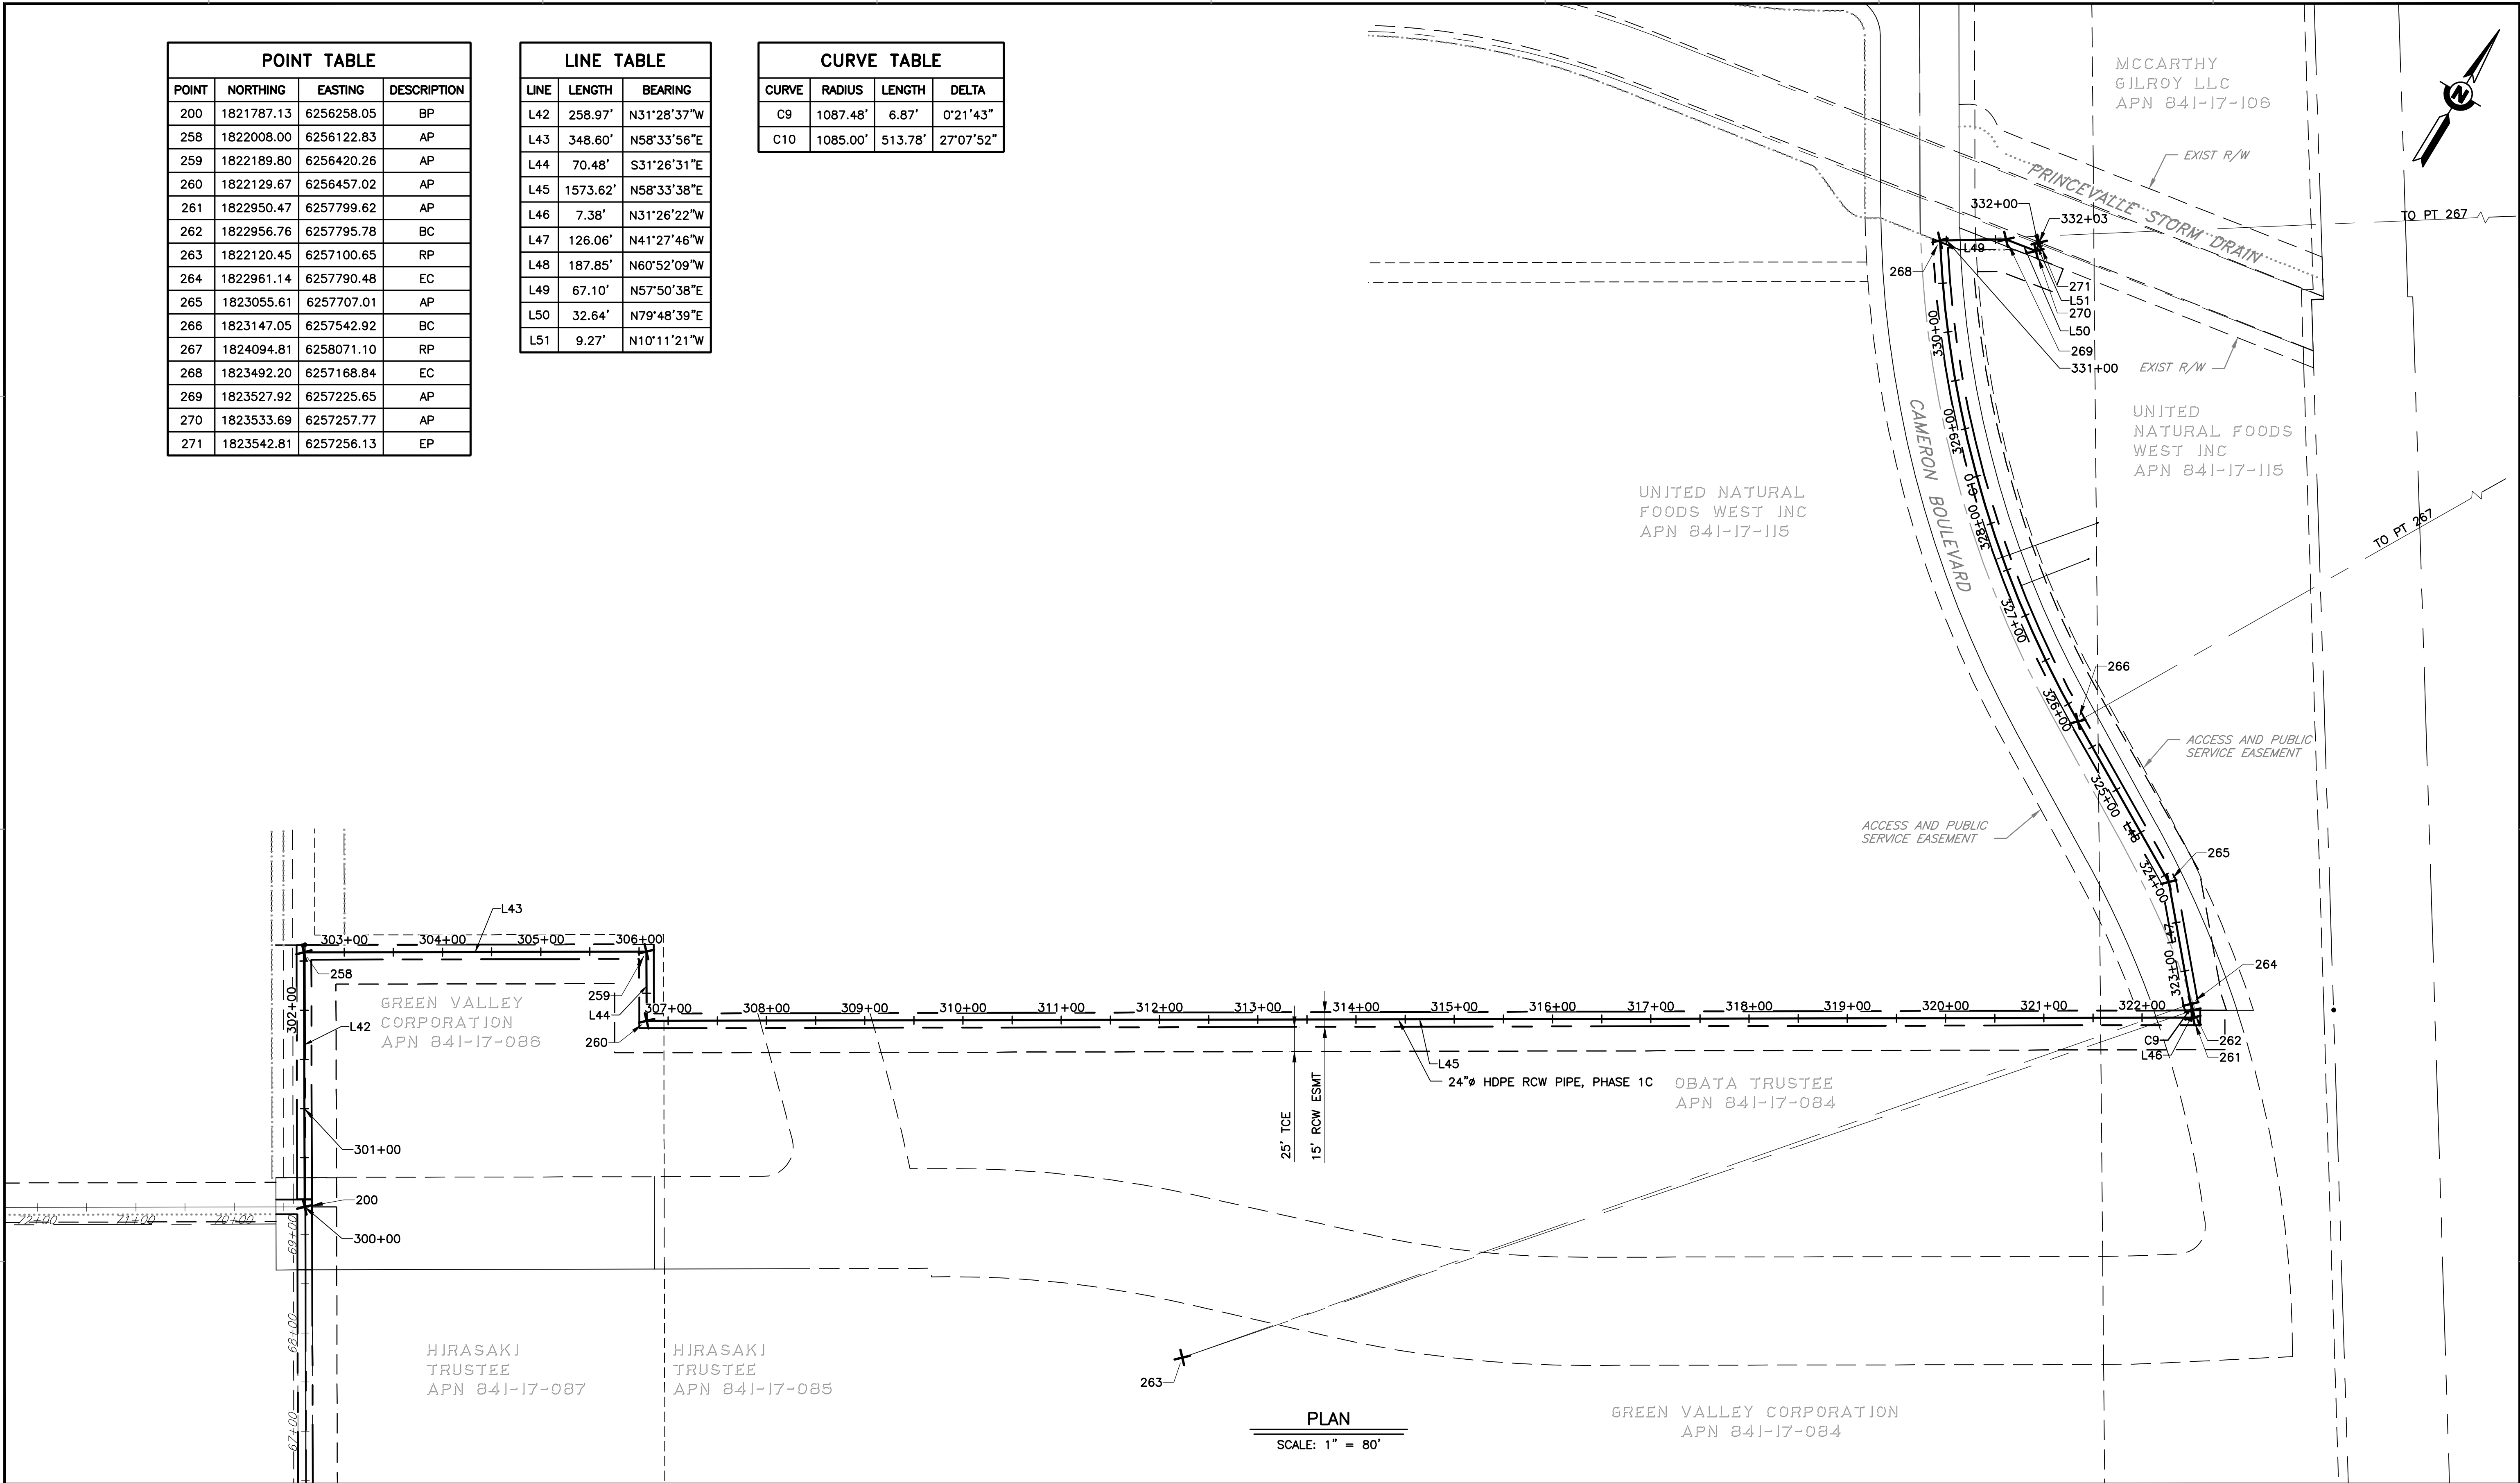 POINT TABLE
POINT NORTHING EASTING DESCRIPTION
200 1821787.13 6256258.05 BP
258 1822008.00 6256122.83 AP
259 1822189.80 6256420.26 AP
260 1822129.67 6256457.02 AP
261 1822950.47 6257799.62 AP
262 1822956.76 6257795.78 BC
263 1822120.45 6257100.65 RP
264 1822961.14 6257790.48 EC
265 1823055.61 6257707.01 AP
266 1823147.05 6257542.92 BC
267 1824094.81 6258071.10 RP
268 1823492.20 6257168.84 EC
269 1823527.92 6257225.65 AP
270 1823533.69 6257257.77 AP
271 1823542.81 6257256.13 EP
LINE TABLE
LINE LENGTH BEARING
L42 258.97' N31°28'37"W
L43 348.60' N58°33'56"E
L44 70.48' S31°26'31"E
L45 1573.62' N58°33'38"E
L46 7.38' N31°26'22"W
L47 126.06' N41°27'46"W
L48 187.85' N60°52'09"W
L49 67.10' N57°50'38"E
L50 32.64' N79°48'39"E
L51 9.27' N10°11'21"W
CURVE TABLE
CURVE RADIUS LENGTH DELTA
C9 1087.48' 6.87' 0°21'43"
C10 1085.00' 513.78' 27°07'52"
MCCARTHY
GILROY LLC
APN 841-17-106
N
EXIST R/W
PRINCEVALLE STORM DRAIN
332+00
332+03
TO PT 267
L49
268
271
L51
270
L50
269
331+00
EXIST R/W
330+00
329+00
C10
328+00
327+00
CAMERON BOULEVARD
UNITED
NATURAL FOODS
WEST INC
APN 841-17-115
UNITED NATURAL
FOODS WEST INC
APN 841-17-115
TO PT 267
266
326+00
ACCESS AND PUBLIC
SERVICE EASEMENT
325+00
L48
ACCESS AND PUBLIC
SERVICE EASEMENT
265
324+00
L47
323+00
264
L43
303+00 304+00 305+00 306+00
258
302+00
GREEN VALLEY
CORPORATION
APN 841-17-086
L42
259
L44
260
307+00 308+00 309+00 310+00 311+00 312+00 313+00 314+00 315+00 316+00 317+00 318+00 319+00 320+00 321+00 322+00
C9
L46
262
261
L45
24"ø HDPE RCW PIPE, PHASE 1C
OBATA TRUSTEE
APN 841-17-084
25' TCE
15' RCW ESMT
301+00
200
72+00 71+00 70+00
69+00
300+00
68+00
67+00
HIRASAKI
TRUSTEE
APN 841-17-087
HIRASAKI
TRUSTEE
APN 841-17-085
263
PLAN
SCALE: 1" = 80'
GREEN VALLEY CORPORATION
APN 841-17-084